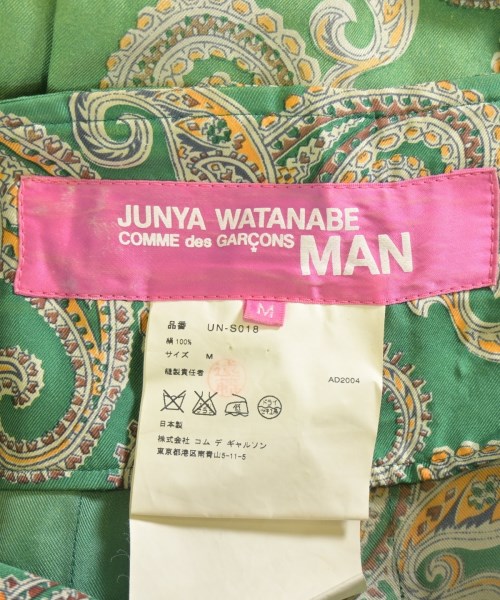 JUNYA WATANABE
COMME des GARÇONS MAN
M
品番 UN-S018
絹100%
サイズ M
縫製責任者
AD2004
日本製
株式会社 コム デ ギャルソン
東京都港区南青山5-11-5